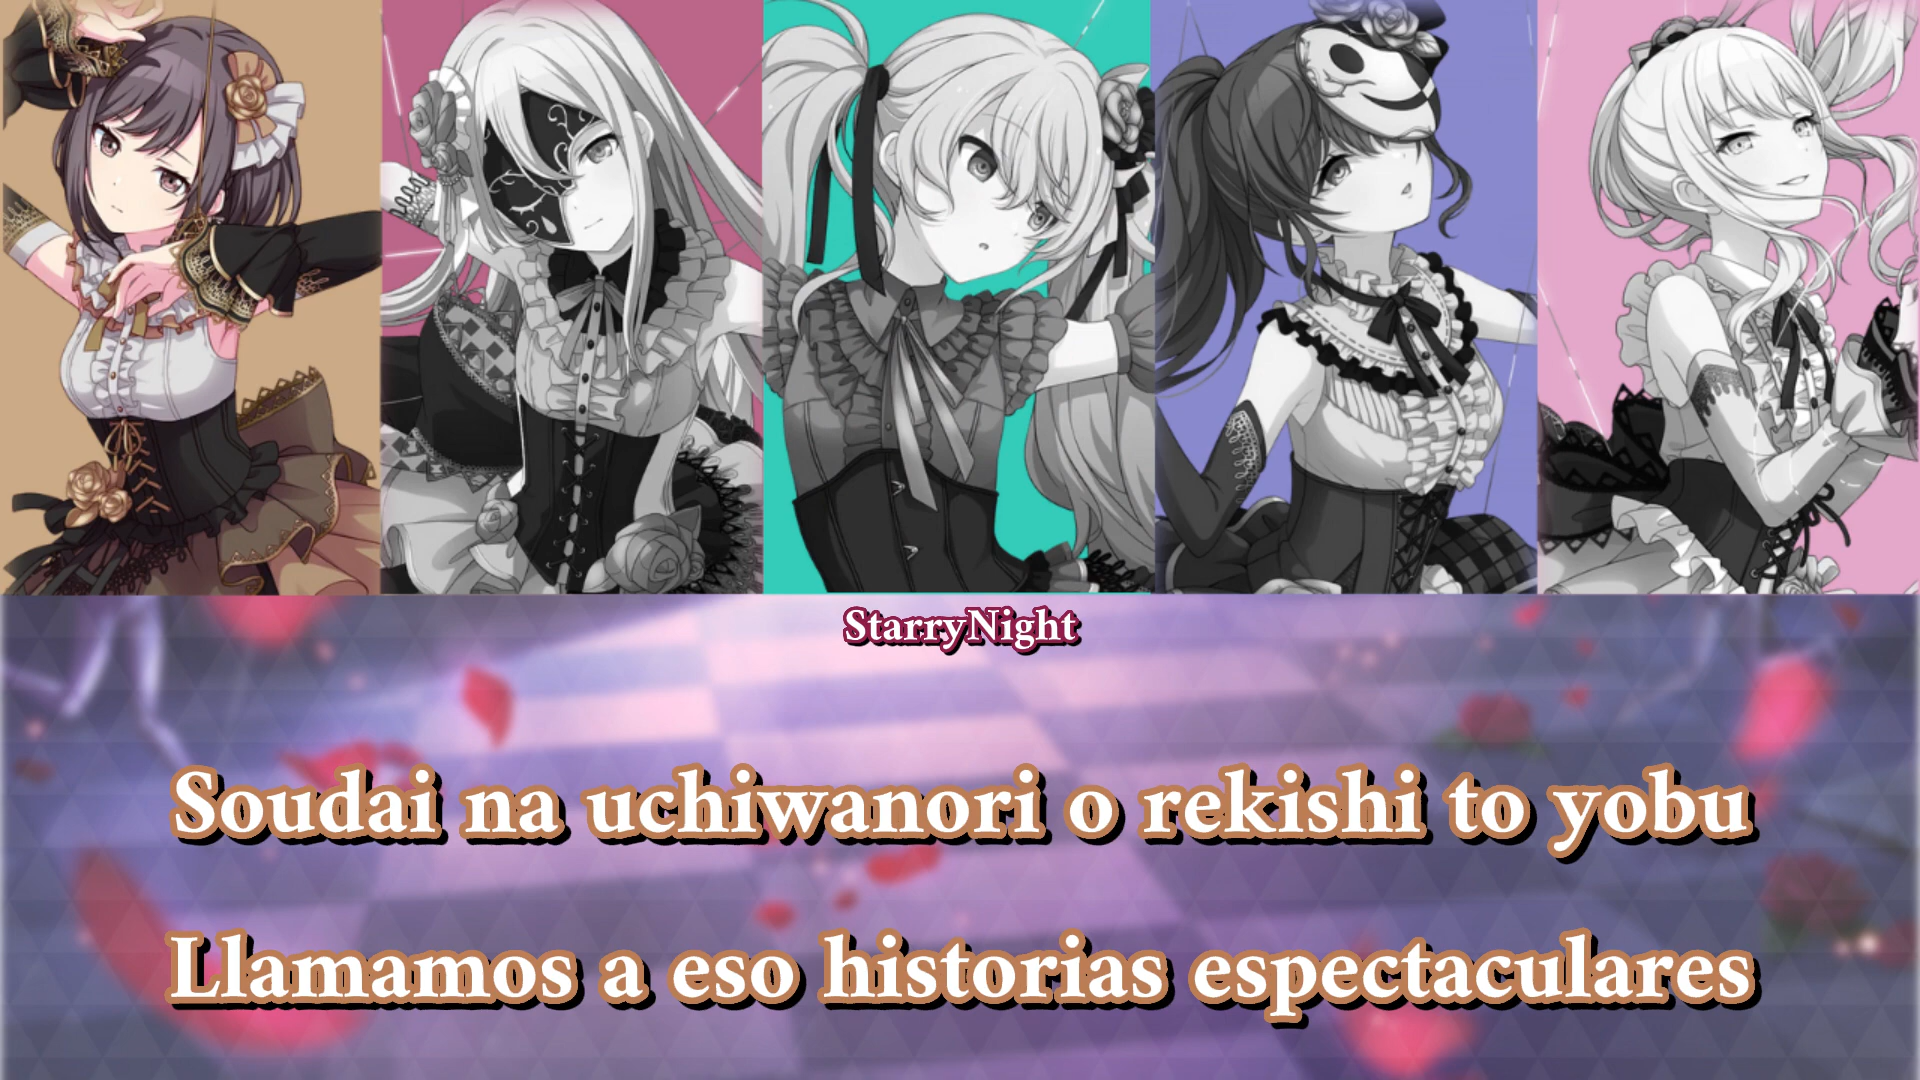 StarryNight
Soudai na uchiwanori o rekishi to yobu
Llamamos a eso historias espectaculares